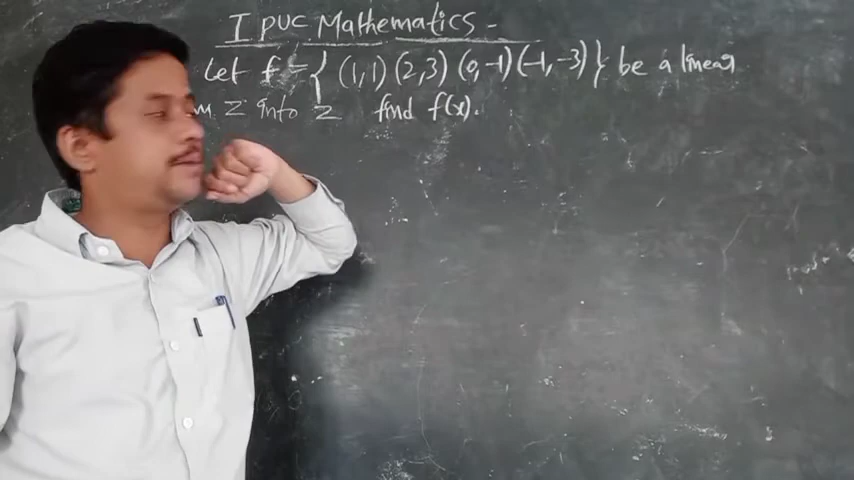 I PUC Mathematics -
Let f = { (1,1) (2,3) (0,-1) (-1,-3) } be a linear
m Z into Z find f(x).